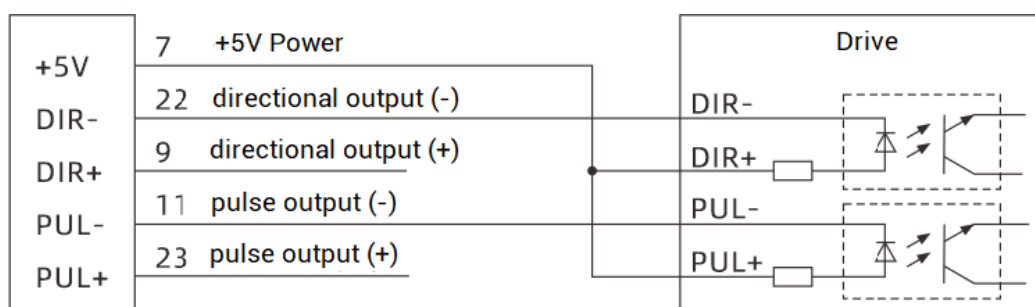 +5V 7 +5V Power Drive
DIR- 22 directional output (-) DIR-
DIR+ 9 directional output (+) DIR+
PUL- 11 pulse output (-) PUL-
PUL+ 23 pulse output (+) PUL+